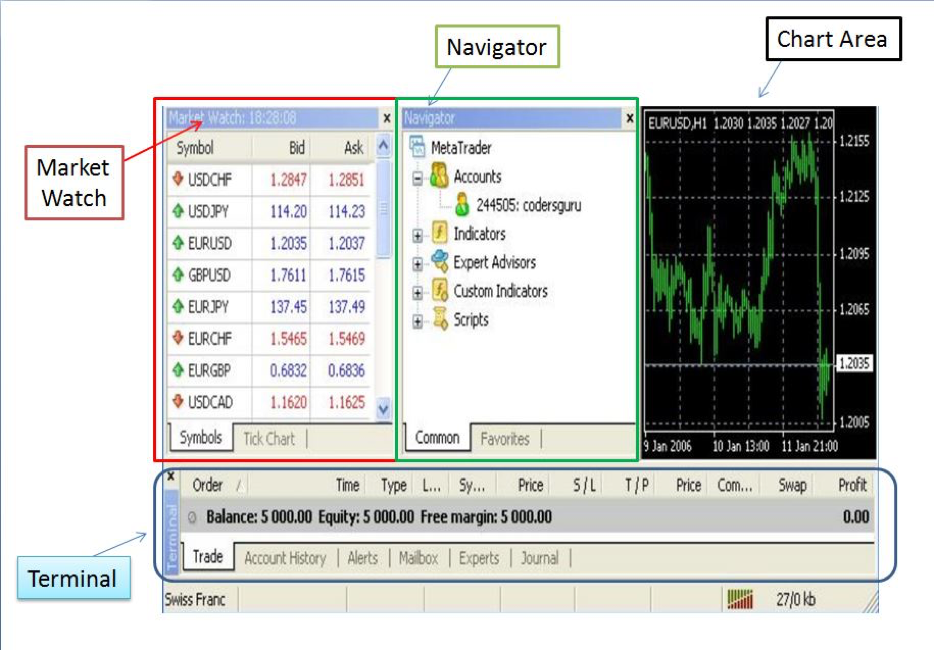 Navigator
Chart Area
Market
Watch
Terminal
Market Watch: 18:28:08
Symbol Bid Ask
USDCHF 1.2847 1.2851
USDJPY 114.20 114.23
EURUSD 1.2035 1.2037
GBPUSD 1.7611 1.7615
EURJPY 137.45 137.49
EURCHF 1.5465 1.5469
EURGBP 0.6832 0.6836
USDCAD 1.1620 1.1625
Symbols Tick Chart
Navigator
MetaTrader
Accounts
244505: codersguru
Indicators
Expert Advisors
Custom Indicators
Scripts
Common Favorites
EURUSD,H1 1.2030 1.2035 1.2027 1.20
1.2155
1.2125
1.2095
1.2065
1.2035
1.2005
9 Jan 2006 10 Jan 13:00 11 Jan 21:00
Terminal
Order / Time Type L... Sy... Price S / L T / P Price Com... Swap Profit
Balance: 5 000.00 Equity: 5 000.00 Free margin: 5 000.00 0.00
Trade Account History Alerts Mailbox Experts Journal
Swiss Franc 27/0 kb